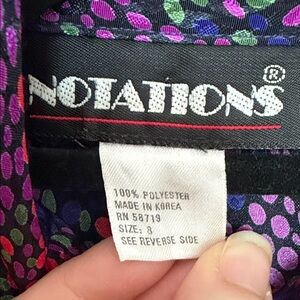 NOTATIONS®
100% POLYESTER
MADE IN KOREA
RN 58719
SIZE: 8
SEE REVERSE SIDE